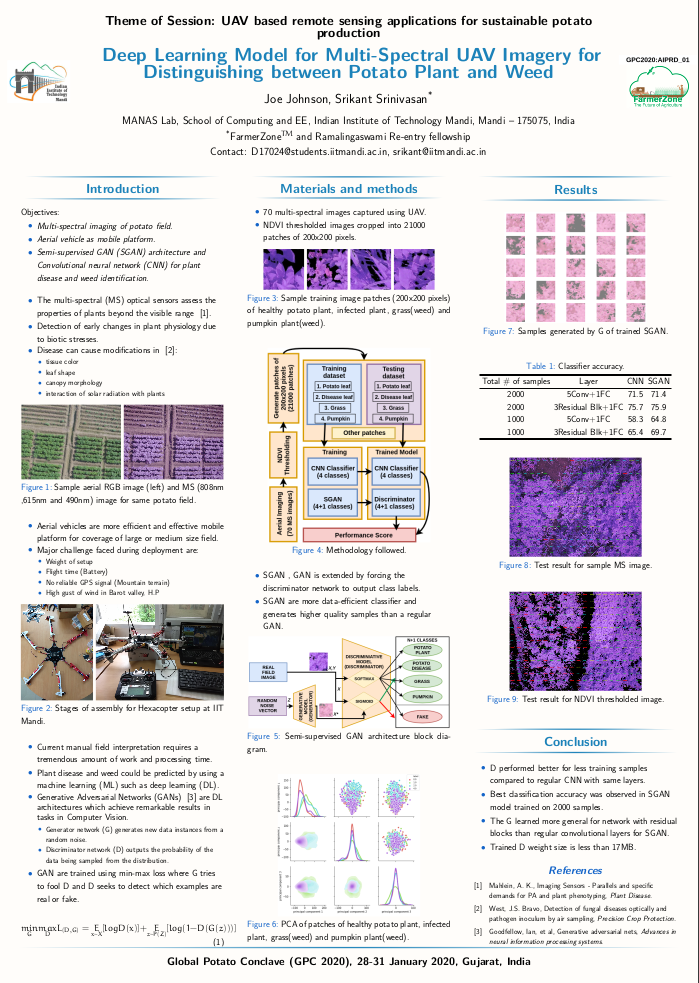 Theme of Session: UAV based remote sensing applications for sustainable potato
production
Deep Learning Model for Multi-Spectral UAV Imagery for
Distinguishing between Potato Plant and Weed
GPC2020:AIPRD_01
Indian
Institute of
Technology
Mandi
FarmerZone
The Future of Agriculture
Joe Johnson, Srikant Srinivasan*
MANAS Lab, School of Computing and EE, Indian Institute of Technology Mandi, Mandi – 175075, India
*FarmerZone™ and Ramalingaswami Re-entry fellowship
Contact: D17024@students.iitmandi.ac.in, srikant@iitmandi.ac.in
Introduction
Objectives:
• Multi-spectral imaging of potato field.
• Aerial vehicle as mobile platform.
• Semi-supervised GAN (SGAN) architecture and
Convolutional neural network (CNN) for plant
disease and weed identification.
• The multi-spectral (MS) optical sensors assess the
properties of plants beyond the visible range [1].
• Detection of early changes in plant physiology due
to biotic stresses.
• Disease can cause modifications in [2]:
• tissue color
• leaf shape
• canopy morphology
• interaction of solar radiation with plants
Figure 1: Sample aerial RGB image (left) and MS (808nm
,615nm and 490nm) image for same potato field.
• Aerial vehicles are more efficient and effective mobile
platform for coverage of large or medium size field.
• Major challenge faced during deployment are:
• Weight of setup
• Flight time (Battery)
• No reliable GPS signal (Mountain terrain)
• High gust of wind in Barot valley, H.P
Figure 2: Stages of assembly for Hexacopter setup at IIT
Mandi.
• Current manual field interpretation requires a
tremendous amount of work and processing time.
• Plant disease and weed could be predicted by using a
machine learning (ML) such as deep learning (DL).
• Generative Adversarial Networks (GANs) [3] are DL
architectures which achieve remarkable results in
tasks in Computer Vision.
• Generator network (G) generates new data instances from a
random noise.
• Discriminator network (D) outputs the probability of the
data being sampled from the distribution.
• GAN are trained using min-max loss where G tries
to fool D and D seeks to detect which examples are
real or fake.
min max L(D,G) = E [logD(x)]+ E [log(1−D(G(z)))]
G D x~X z~P(Z)
(1)
Materials and methods
• 70 multi-spectral images captured using UAV.
• NDVI thresholded images cropped into 21000
patches of 200x200 pixels.
Figure 3: Sample training image patches (200x200 pixels)
of healthy potato plant, infected plant, grass(weed) and
pumpkin plant(weed).
Generate patches of
200x200 pixels
(21000 patches)
NDVI
Thresholding
Aerial Imaging
(70 MS images)
Training
dataset
1. Potato leaf
2. Disease leaf
3. Grass
4. Pumpkin
Testing
dataset
1. Potato leaf
2. Disease leaf
3. Grass
4. Pumpkin
Other patches
Training
CNN Classifier
(4 classes)
SGAN
(4+1 classes)
Trained Model
CNN Classifier
(4 classes)
Discriminator
(4+1 classes)
Performance Score
Figure 4: Methodology followed.
• SGAN , GAN is extended by forcing the
discriminator network to output class labels.
• SGAN are more data-efficient classifier and
generates higher quality samples than a regular
GAN.
REAL
FIELD
IMAGE
RANDOM
NOISE
VECTOR
Z
GENERATIVE
MODEL
(GENERATOR)
X,Y
X
X*
DISCRIMINATIVE
MODEL
(DISCRIMINATOR)
SOFTMAX
SIGMOID
N+1 CLASSES
POTATO
PLANT
POTATO
DISEASE
GRASS
PUMPKIN
FAKE
Figure 5: Semi-supervised GAN architecture block dia-
gram.
principal component 1
principal component 2
principal component 3
principal component 1
principal component 2
principal component 3
Figure 6: PCA of patches of healthy potato plant, infected
plant, grass(weed) and pumpkin plant(weed).
Results
Figure 7: Samples generated by G of trained SGAN.
Table 1: Classifier accuracy.
Total # of samples Layer CNN SGAN
2000 5Conv+1FC 71.5 71.4
2000 3Residual Blk+1FC 75.7 75.9
1000 5Conv+1FC 58.3 64.8
1000 3Residual Blk+1FC 65.4 69.7
Figure 8: Test result for sample MS image.
Figure 9: Test result for NDVI thresholded image.
Conclusion
• D performed better for less training samples
compared to regular CNN with same layers.
• Best classification accuracy was observed in SGAN
model trained on 2000 samples.
• The G learned more general for network with residual
blocks than regular convolutional layers for SGAN.
• Trained D weight size is less than 17MB.
References
[1] Mahlein, A. K., Imaging Sensors - Parallels and specific
demands for PA and plant phenotyping, Plant Disease.
[2] West, J.S. Bravo, Detection of fungal diseases optically and
pathogen inoculum by air sampling, Precision Crop Protection.
[3] Goodfellow, Ian, et al, Generative adversarial nets, Advances in
neural information processing systems.
Global Potato Conclave (GPC 2020), 28-31 January 2020, Gujarat, India